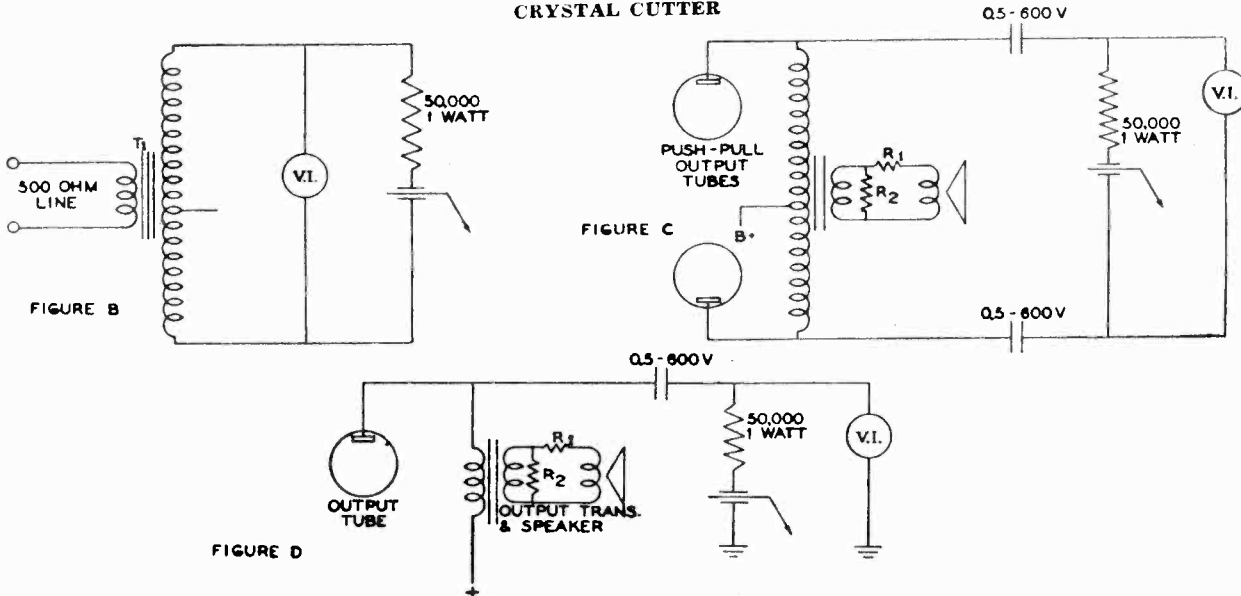 CRYSTAL CUTTER
T1
500 OHM
LINE
V.I.
50,000
1 WATT
FIGURE B
0.5 - 600 V
PUSH-PULL
OUTPUT
TUBES
R1
R2
B+
FIGURE C
50,000
1 WATT
V.I.
0.5 - 600 V
0.5 - 600 V
OUTPUT
TUBE
R2
OUTPUT TRANS.
& SPEAKER
+
50,000
1 WATT
V.I.
FIGURE D